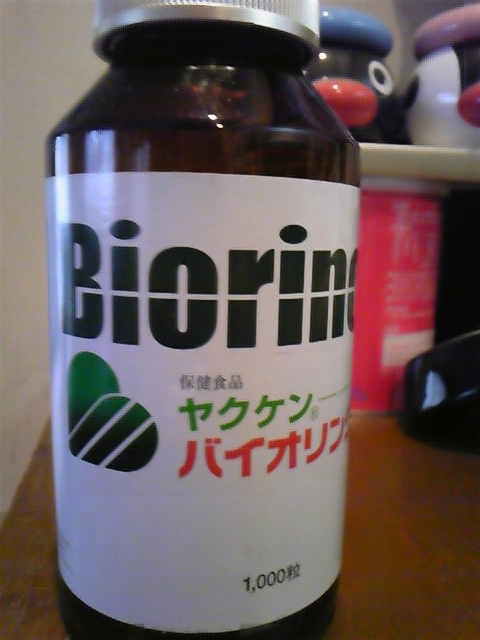 Biorin
保健食品
ヤクケン®
バイオリン
1,000粒